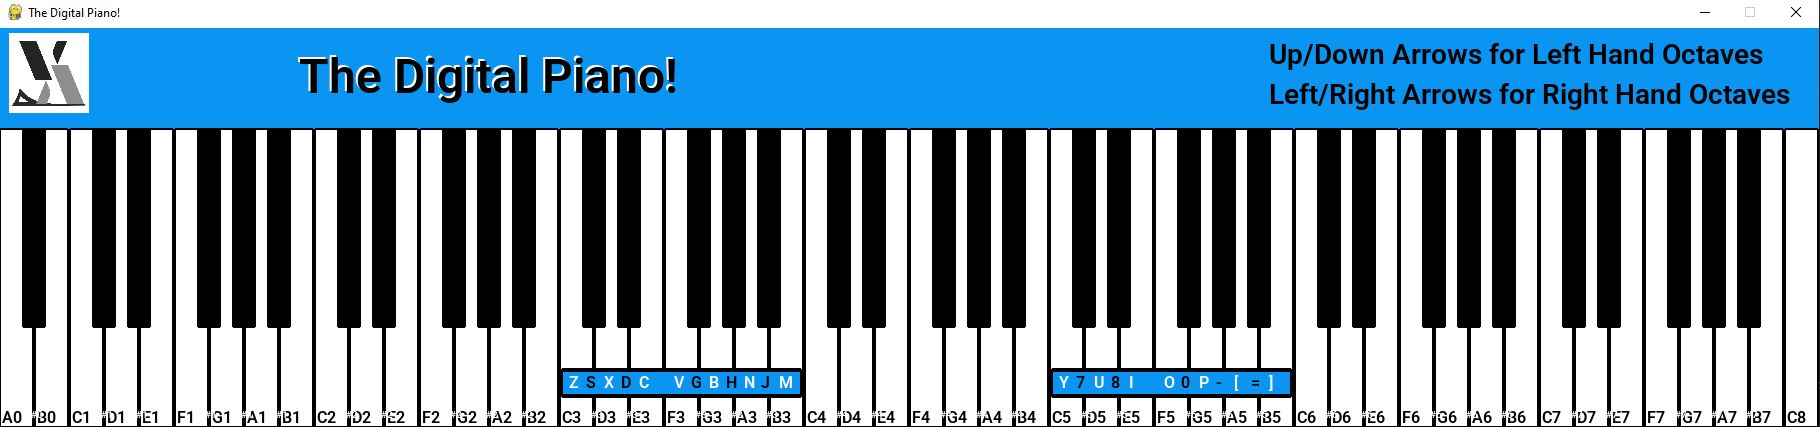 The Digital Piano!
The Digital Piano!
Up/Down Arrows for Left Hand Octaves
Left/Right Arrows for Right Hand Octaves
Z S X D C V G B H N J M
Y 7 U 8 I O 0 P - [ = ]
A0 B0 C1 D1 E1 F1 G1 A1 B1 C2 D2 E2 F2 G2 A2 B2 C3 D3 E3 F3 G3 A3 B3 C4 D4 E4 F4 G4 A4 B4 C5 D5 E5 F5 G5 A5 B5 C6 D6 E6 F6 G6 A6 B6 C7 D7 E7 F7 G7 A7 B7 C8